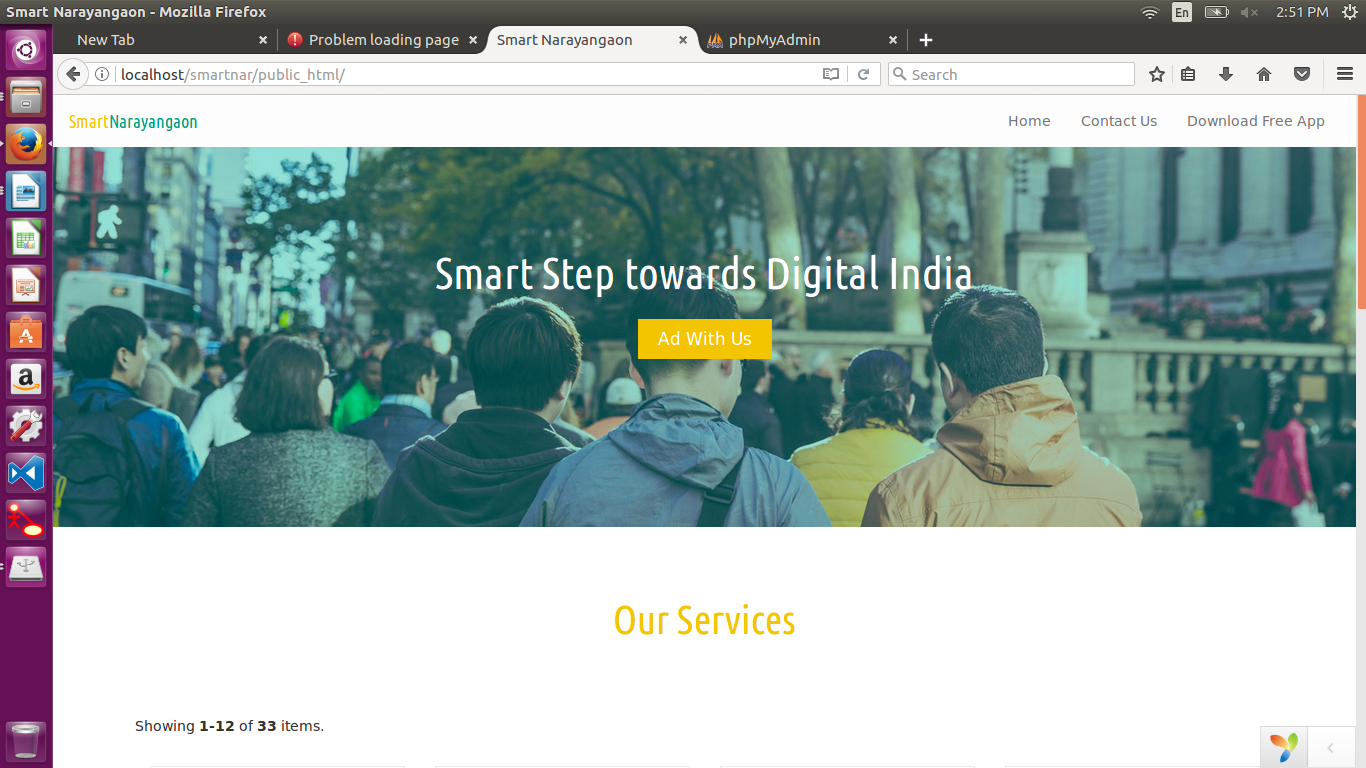 Smart Narayangaon - Mozilla Firefox
En
2:51 PM
New Tab
Problem loading page
Smart Narayangaon
phpMyAdmin
localhost/smartnar/public_html/
Search
SmartNarayangaon
Home
Contact Us
Download Free App
Smart Step towards Digital India
Ad With Us
Our Services
Showing 1-12 of 33 items.